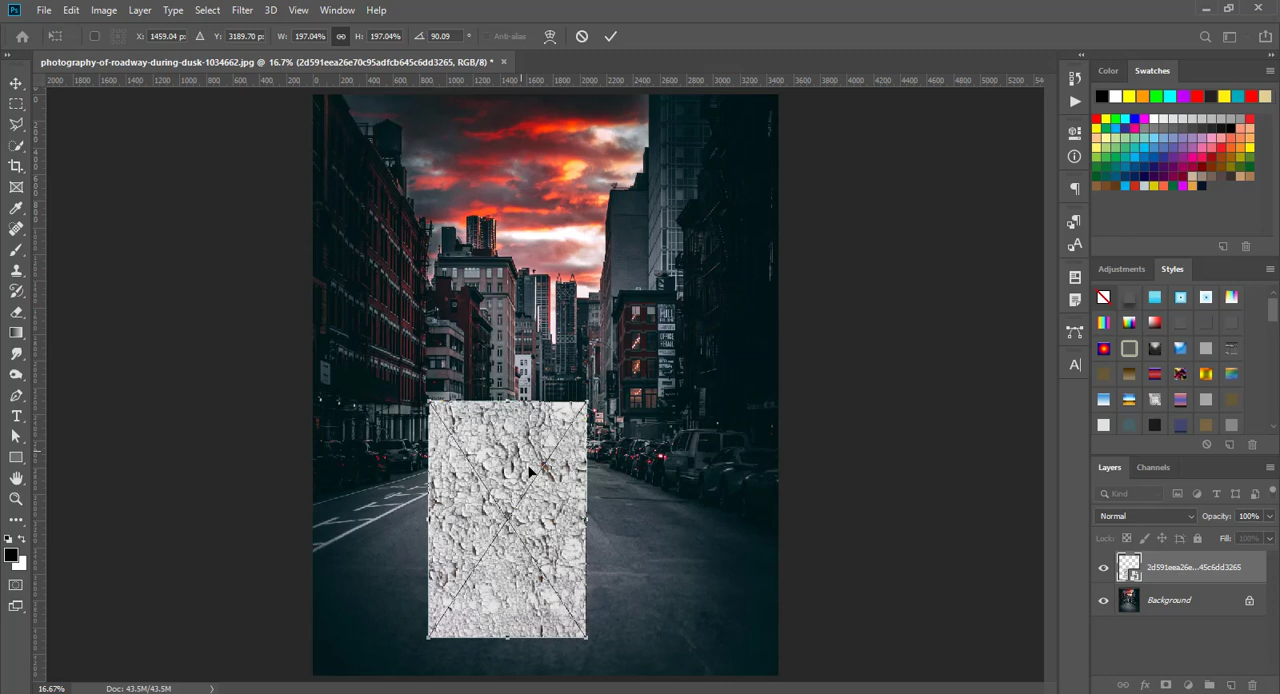 Ps File Edit Image Layer Type Select Filter 3D View Window Help
X: 1459.04 p: Y: 3189.70 p: W: 197.04% H: 197.04% 90.09 ° Anti-alias
photography-of-roadway-during-dusk-1034662.jpg @ 16.7% (2d591eea26e70c95adfcb645c6dd3265, RGB/8) *
Color Swatches
Adjustments Styles
Layers Channels
Kind
Normal Opacity: 100%
Lock: Fill: 100%
2d591eea26e...45c6dd3265
Background
16.67% Doc: 43.5M/43.5M